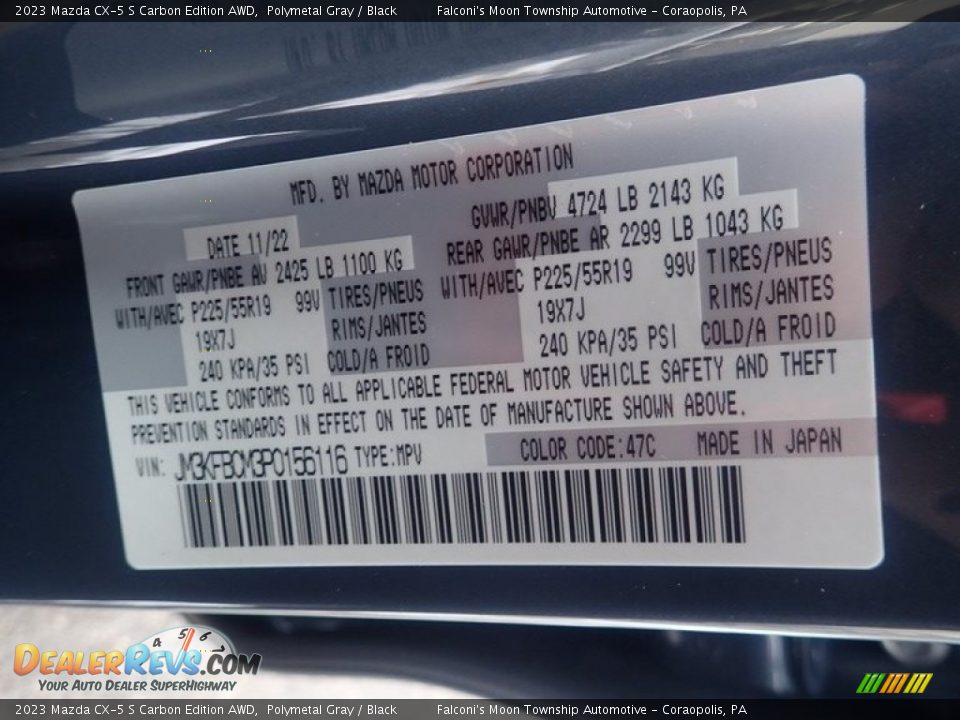 2023 Mazda CX-5 S Carbon Edition AWD, Polymetal Gray / Black Falconi's Moon Township Automotive - Coraopolis, PA
MFD. BY MAZDA MOTOR CORPORATION
DATE 11/22 GVWR/PNBV 4724 LB 2143 KG
FRONT GAWR/PNBE AV 2425 LB 1100 KG REAR GAWR/PNBE AR 2299 LB 1043 KG
WITH/AVEC P225/55R19 99V TIRES/PNEUS WITH/AVEC P225/55R19 99V TIRES/PNEUS
19X7J RIMS/JANTES 19X7J RIMS/JANTES
240 KPA/35 PSI COLD/A FROID 240 KPA/35 PSI COLD/A FROID
THIS VEHICLE CONFORMS TO ALL APPLICABLE FEDERAL MOTOR VEHICLE SAFETY AND THEFT
PREVENTION STANDARDS IN EFFECT ON THE DATE OF MANUFACTURE SHOWN ABOVE.
VIN: JM3KFBCM3P0156116 TYPE:MPV COLOR CODE:47C MADE IN JAPAN
4 5 6
DEALERREVS.COM
YOUR AUTO DEALER SUPERHIGHWAY
2023 Mazda CX-5 S Carbon Edition AWD, Polymetal Gray / Black Falconi's Moon Township Automotive - Coraopolis, PA